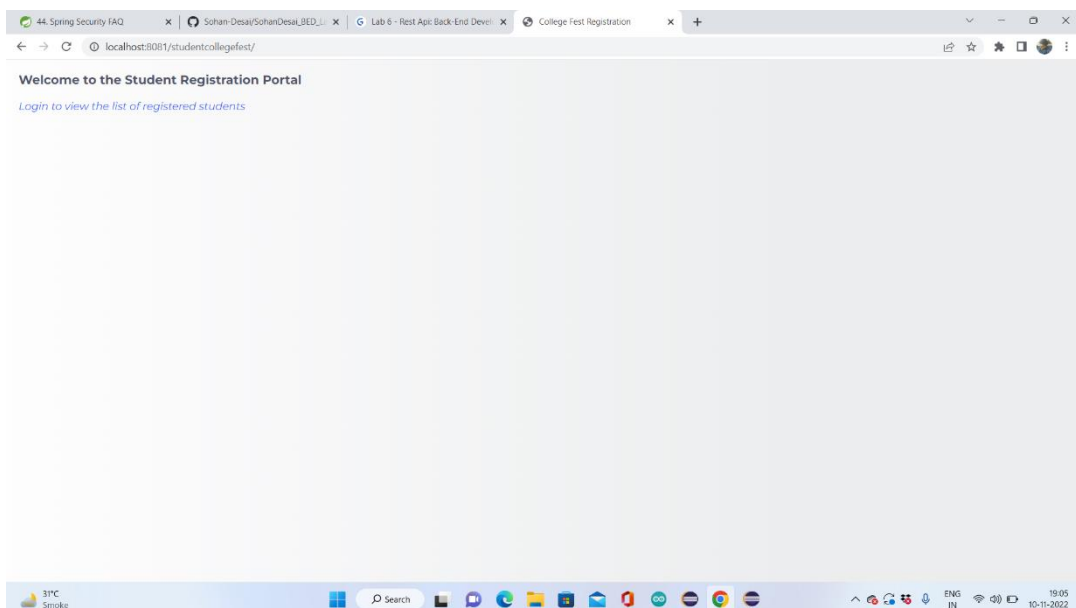 44. Spring Security FAQ
Sohan-Desai/SohanDesai_BED_L
Lab 6 - Rest Api: Back-End Devel
College Fest Registration
localhost:8081/studentcollegefest/
Welcome to the Student Registration Portal
Login to view the list of registered students
31°C
Smoke
Search
ENG
IN
19:05
10-11-2022